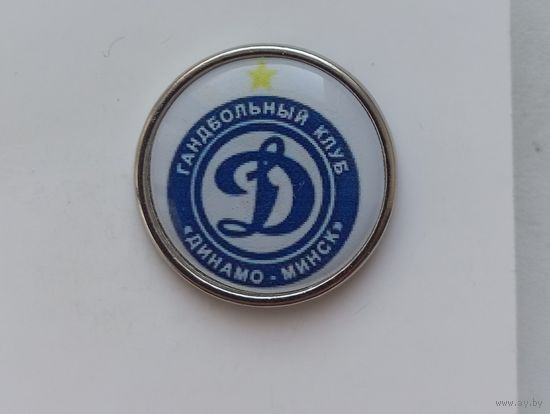 ГАНДБОЛЬНЫЙ КЛУБ
Д
«ДИНАМО - МИНСК»
www.ay.by